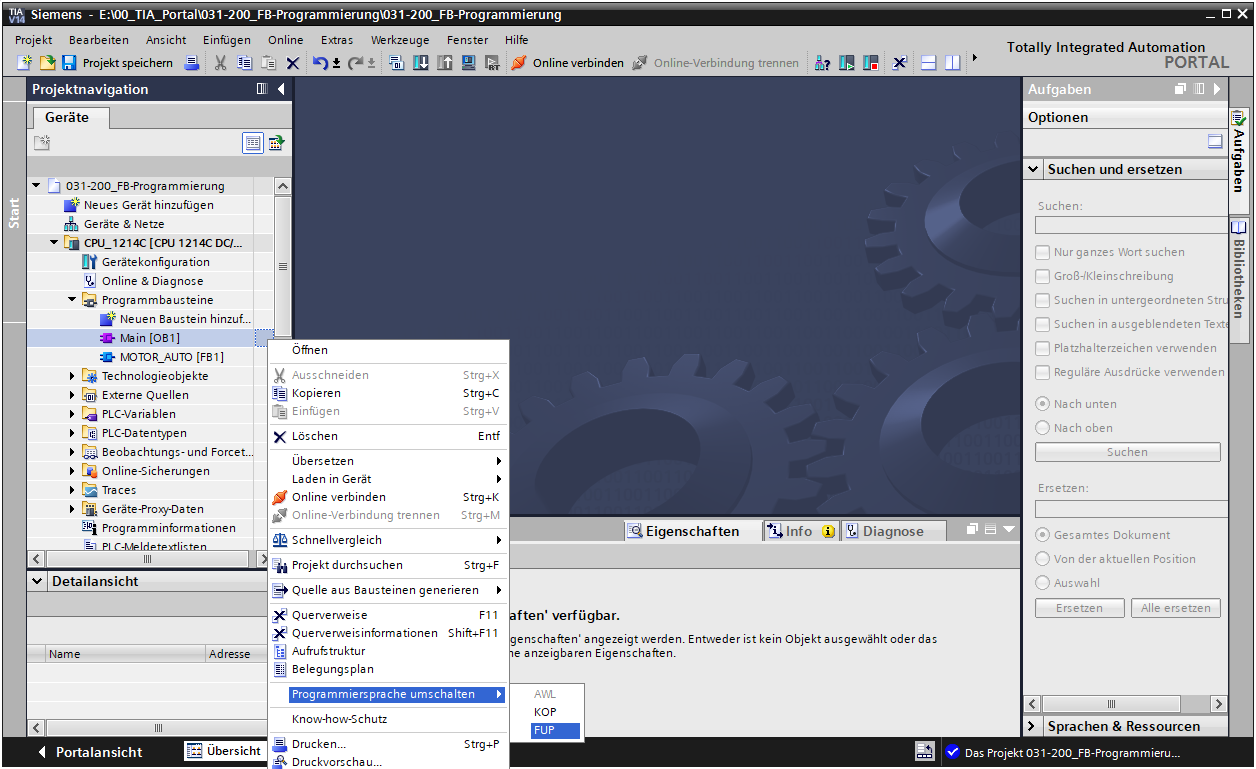 TIA V14 Siemens - E:\00_TIA_Portal\031-200_FB-Programmierung\031-200_FB-Programmierung
Projekt Bearbeiten Ansicht Einfügen Online Extras Werkzeuge Fenster Hilfe
Totally Integrated Automation
PORTAL
Projekt speichern Online verbinden Online-Verbindung trennen
Projektnavigation
Geräte
Start
031-200_FB-Programmierung
Neues Gerät hinzufügen
Geräte & Netze
CPU_1214C [CPU 1214C DC/...
Gerätekonfiguration
Online & Diagnose
Programmbausteine
Neuen Baustein hinzuf...
Main [OB1]
MOTOR_AUTO [FB1]
Technologieobjekte
Externe Quellen
PLC-Variablen
PLC-Datentypen
Beobachtungs- und Forcet...
Online-Sicherungen
Traces
Geräte-Proxy-Daten
Programminformationen
PLC-Meldetextlisten
Detailansicht
Name Adresse
Öffnen
Ausschneiden Strg+X
Kopieren Strg+C
Einfügen Strg+V
Löschen Entf
Übersetzen
Laden in Gerät
Online verbinden Strg+K
Online-Verbindung trennen Strg+M
Schnellvergleich
Projekt durchsuchen Strg+F
Quelle aus Bausteinen generieren
Querverweise F11
Querverweisinformationen Shift+F11
Aufrufstruktur
Belegungsplan
Programmiersprache umschalten
Know-how-Schutz
Drucken... Strg+P
Druckvorschau...
AWL
KOP
FUP
Eigenschaften Info Diagnose
aften' verfügbar.
genschaften' angezeigt werden. Entweder ist kein Objekt ausgewählt oder das
ne anzeigbaren Eigenschaften.
Aufgaben
Optionen
Suchen und ersetzen
Suchen:
Nur ganzes Wort suchen
Groß-/Kleinschreibung
Suchen in untergeordneten Stru
Suchen in ausgeblendeten Texte
Platzhalterzeichen verwenden
Reguläre Ausdrücke verwenden
Nach unten
Nach oben
Suchen
Ersetzen:
Gesamtes Dokument
Von der aktuellen Position
Auswahl
Ersetzen Alle ersetzen
Sprachen & Ressourcen
Aufgaben
Bibliotheken
Portalansicht Übersicht
Das Projekt 031-200_FB-Programmieru...